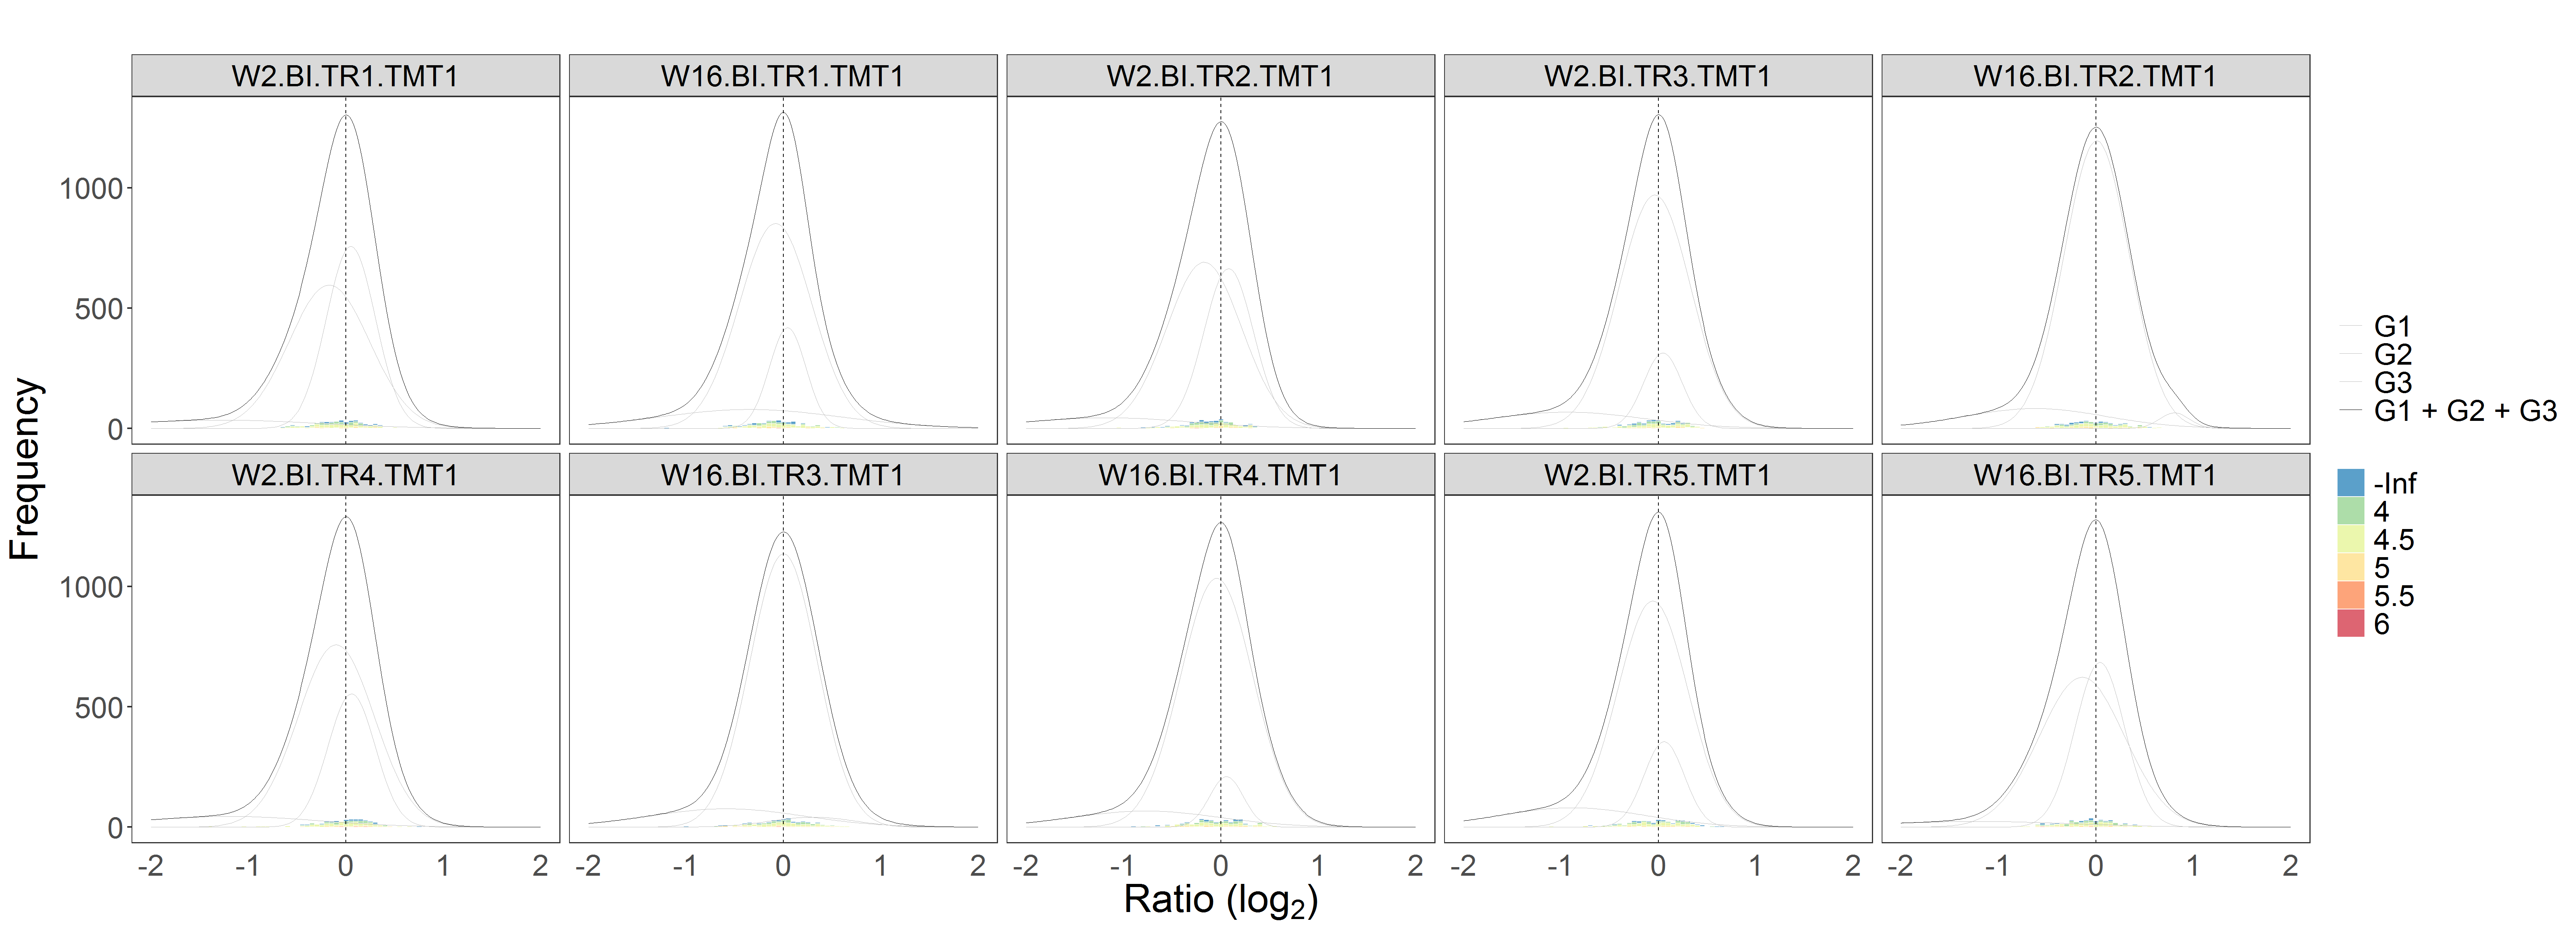 W2.BI.TR1.TMT1
W16.BI.TR1.TMT1
W2.BI.TR2.TMT1
W2.BI.TR3.TMT1
W16.BI.TR2.TMT1
1000
500
0
W2.BI.TR4.TMT1
W16.BI.TR3.TMT1
W16.BI.TR4.TMT1
W2.BI.TR5.TMT1
W16.BI.TR5.TMT1
1000
500
0
-2 -1 0 1 2
-2 -1 0 1 2
-2 -1 0 1 2
-2 -1 0 1 2
-2 -1 0 1 2
Frequency
Ratio (log₂)
G1
G2
G3
G1 + G2 + G3
-Inf
4
4.5
5
5.5
6